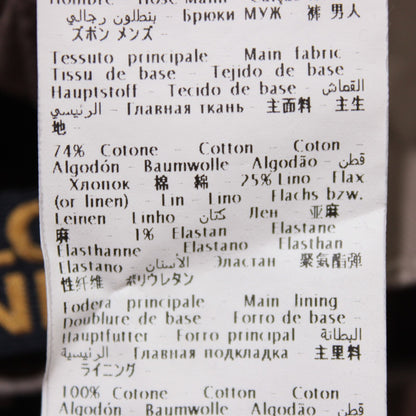 بنطلون رجالي - Брюки МУЖ - 裤 男人
ズボン メンズ
Tessuto principale - Main fabric -
Tissu de base - Tejido de base -
Hauptstoff - Tecido de base - القماش
الرئيسي - Главная ткань - 主面料 - 主生
地 -
74% Cotone - Cotton - Coton -
Algodón - Baumwolle - Algodão - قطن
- Хлопок - 棉 - 綿 - 25% Lino - Flax
(or linen) - Lin - Lino - Flachs bzw.
Leinen - Linho - كتان - Лен - 亚麻 -
麻 - 1% Elastan - Elastane -
Elasthanne - Elastano - Elasthan -
Elastano - الأستان - Эластан - 聚氨酯弹
性纤维 - ポリウレタン
Fodera principale - Main lining -
Doublure de base - Forro de base -
Hauptfutter - Forro principal - البطانة
الرئيسية - Главная подкладка - 主里料
- ライニング -
100% Cotone - Cotton - Coton -
Algodón - Baumwolle - Algodão - قطن